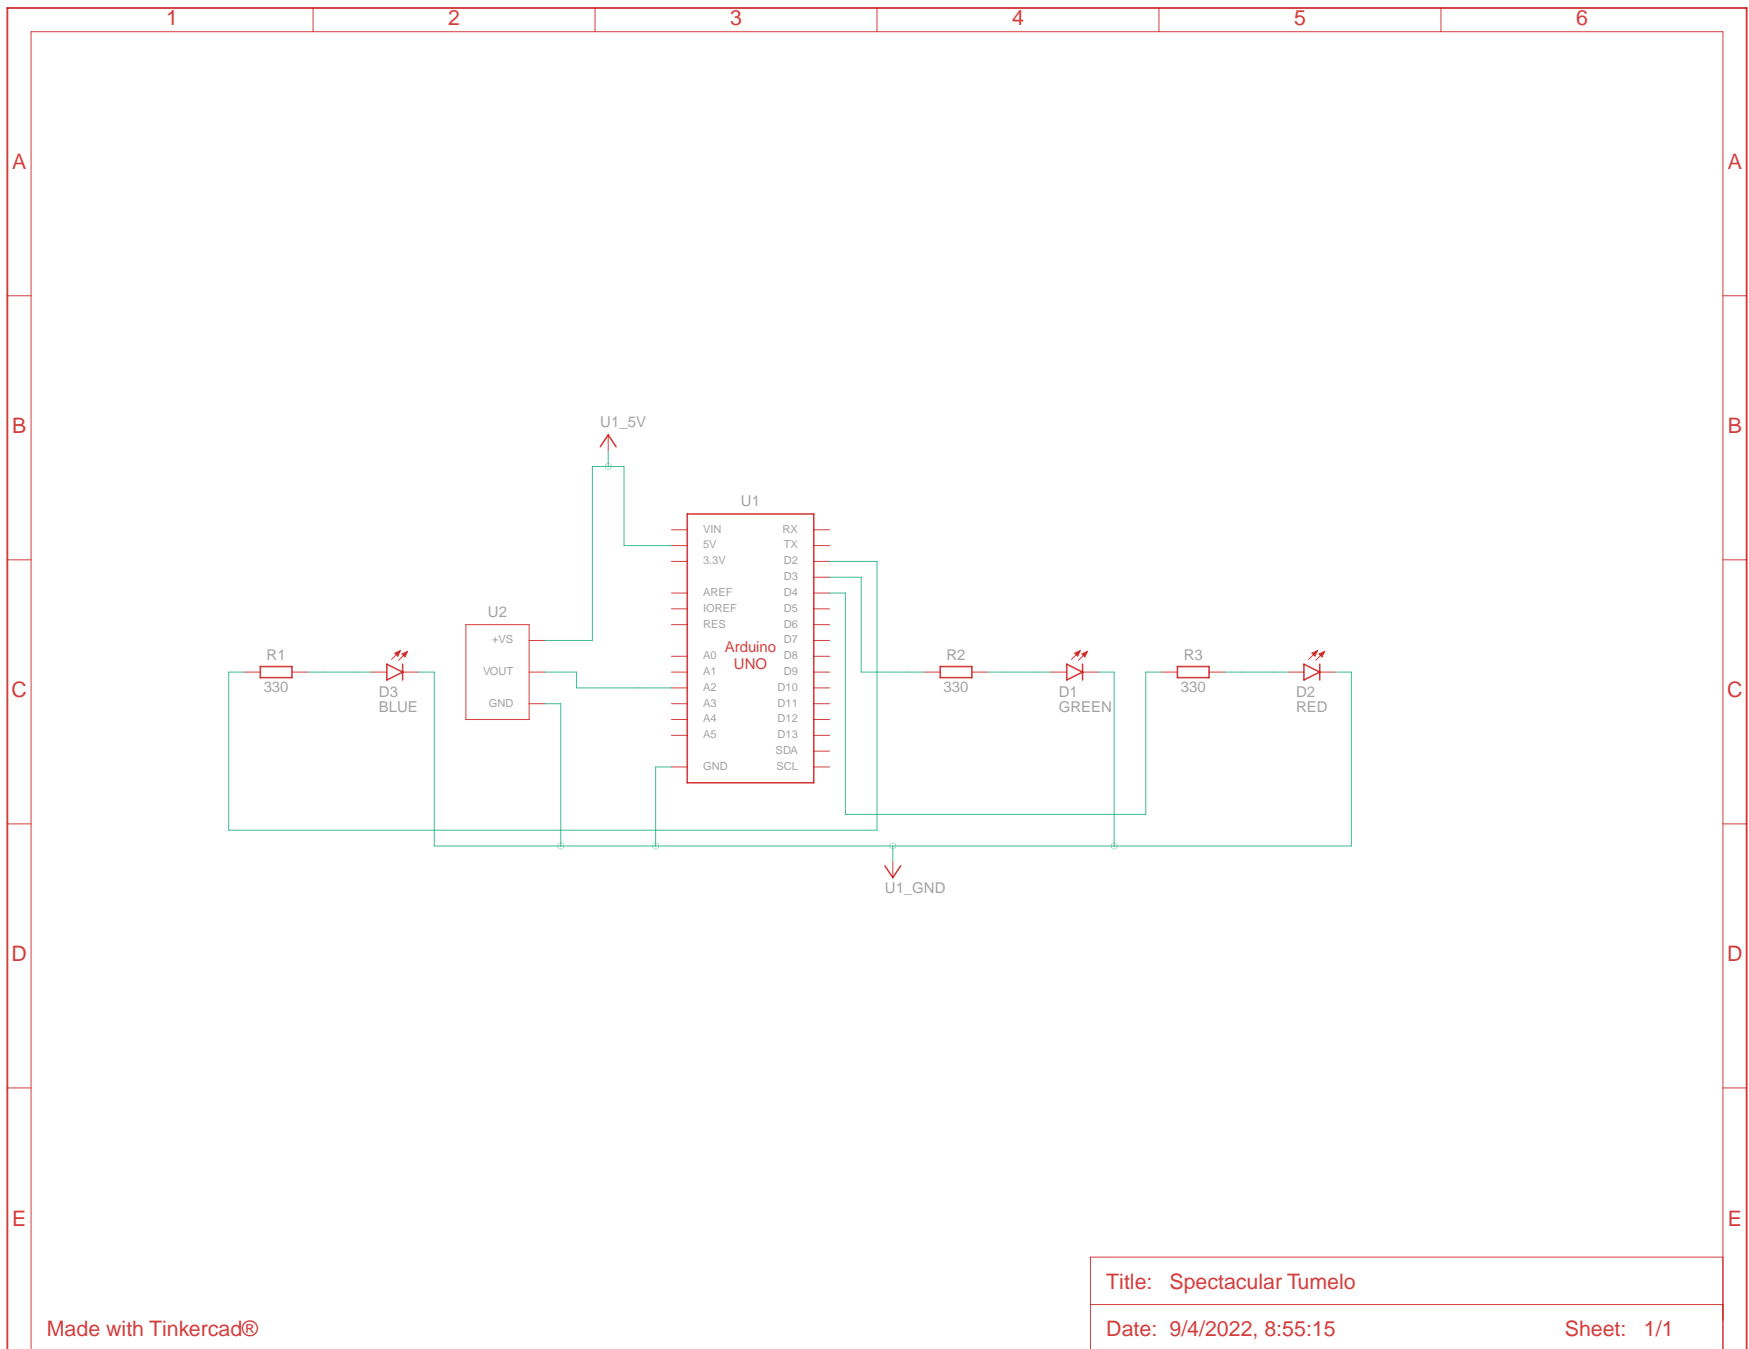 1 2 3 4 5 6
A A
B B
C C
D D
E E
U1_5V
U1
VIN RX
5V TX
3.3V D2
D3
AREF D4
IOREF D5
RES D6
D7
Arduino
UNO
A0 D8
A1 D9
A2 D10
A3 D11
A4 D12
A5 D13
SDA
GND SCL
U2
+VS
VOUT
GND
R1
330
D3
BLUE
R2
330
D1
GREEN
R3
330
D2
RED
U1_GND
Title: Spectacular Tumelo
Made with Tinkercad®
Date: 9/4/2022, 8:55:15 Sheet: 1/1